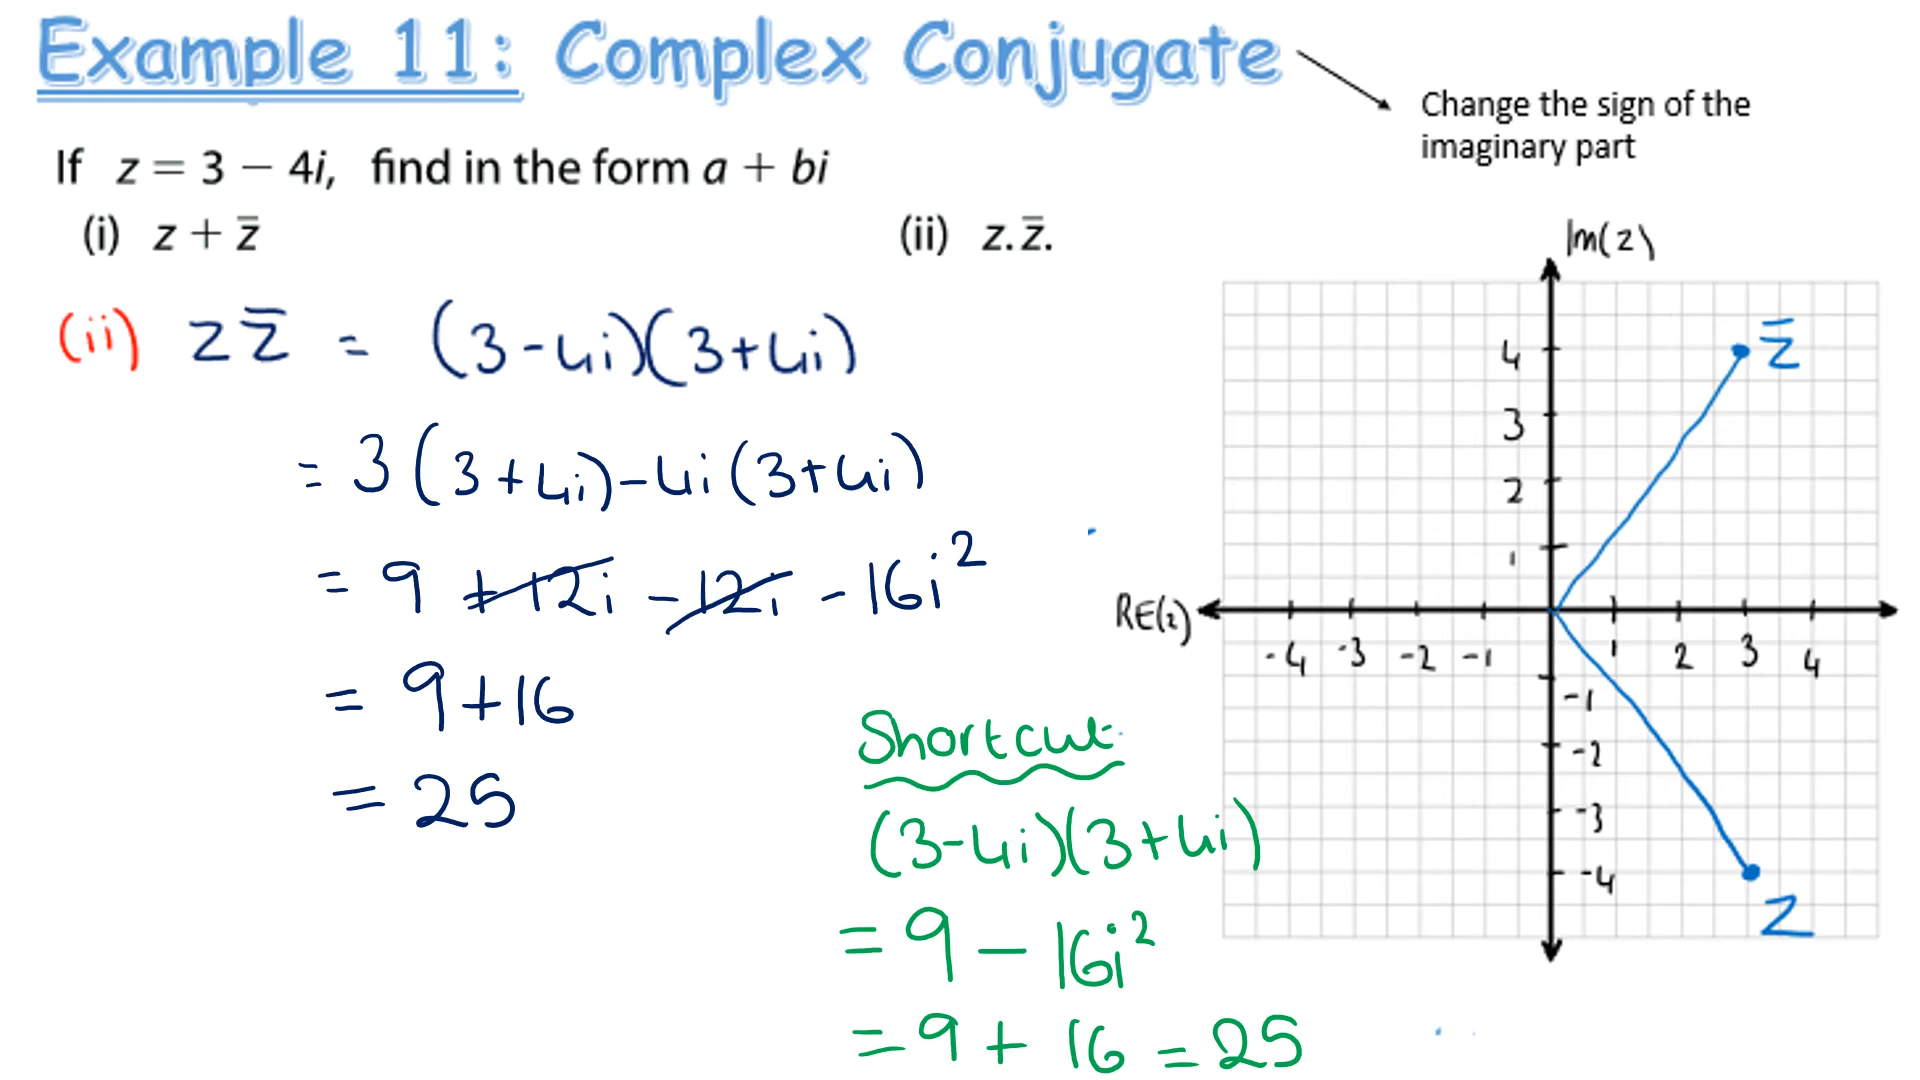 Example 11: Complex Conjugate
Change the sign of the
imaginary part
If z = 3 − 4i, find in the form a + bi
(i) z + z̅
(ii) z.z̅.
(ii) zz̅ = (3-4i)(3+4i)
= 3(3+4i)-4i(3+4i)
= 9 +12i -12i -16i²
= 9+16
= 25
Shortcut
(3-4i)(3+4i)
= 9 - 16i²
= 9 + 16 = 25
Im(z)
4
z̅
3
2
1
RE(z)
-4 -3 -2 -1 1 2 3 4
-1
-2
-3
-4
z